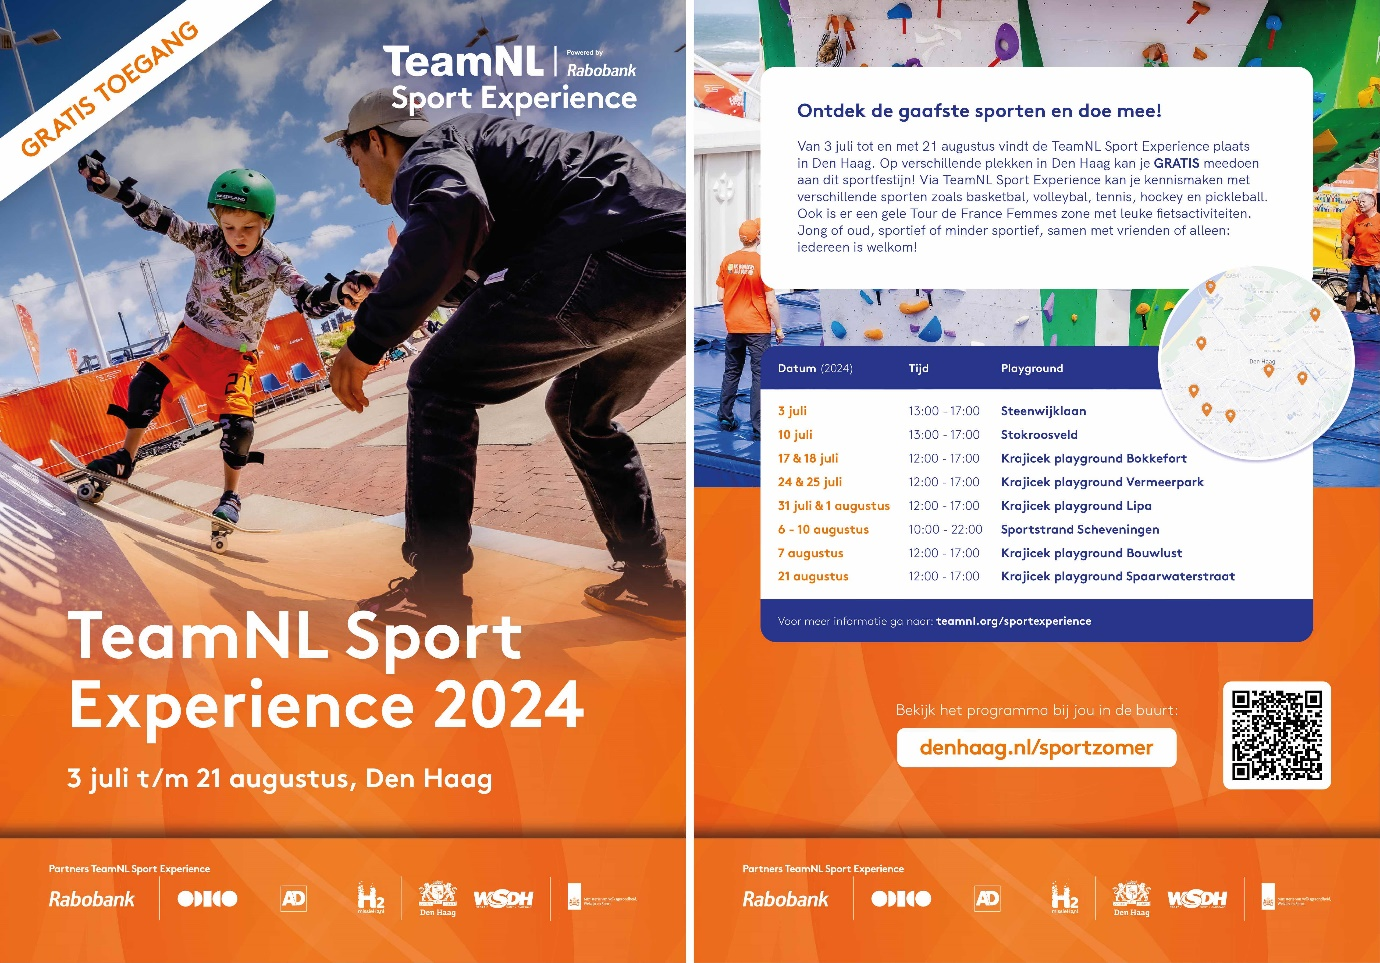 GRATIS TOEGANG
TeamNL
Powered by
Rabobank
Sport Experience
TeamNL Sport
Experience 2024
3 juli t/m 21 augustus, Den Haag
Partners TeamNL Sport Experience
Rabobank
ODIDO
AD
H2
Den Haag
WSDH
Ontdek de gaafste sporten en doe mee!
Van 3 juli tot en met 21 augustus vindt de TeamNL Sport Experience plaats
in Den Haag. Op verschillende plekken in Den Haag kan je GRATIS meedoen
aan dit sportfestijn! Via TeamNL Sport Experience kan je kennismaken met
verschillende sporten zoals basketbal, volleybal, tennis, hockey en pickleball.
Ook is er een gele Tour de France Femmes zone met leuke fietsactiviteiten.
Jong of oud, sportief of minder sportief, samen met vrienden of alleen:
iedereen is welkom!
Den Haag
Datum (2024) Tijd Playground
3 juli 13:00 - 17:00 Steenwijklaan
10 juli 13:00 - 17:00 Stokroosveld
17 & 18 juli 12:00 - 17:00 Krajicek playground Bokkefort
24 & 25 juli 12:00 - 17:00 Krajicek playground Vermeerpark
31 juli & 1 augustus 12:00 - 17:00 Krajicek playground Lipa
6 - 10 augustus 10:00 - 22:00 Sportstrand Scheveningen
7 augustus 12:00 - 17:00 Krajicek playground Bouwlust
21 augustus 12:00 - 17:00 Krajicek playground Spaarwaterstraat
Voor meer informatie ga naar: teamnl.org/sportexperience
Bekijk het programma bij jou in de buurt:
denhaag.nl/sportzomer
Partners TeamNL Sport Experience
Rabobank
ODIDO
AD
H2
Den Haag
WSDH